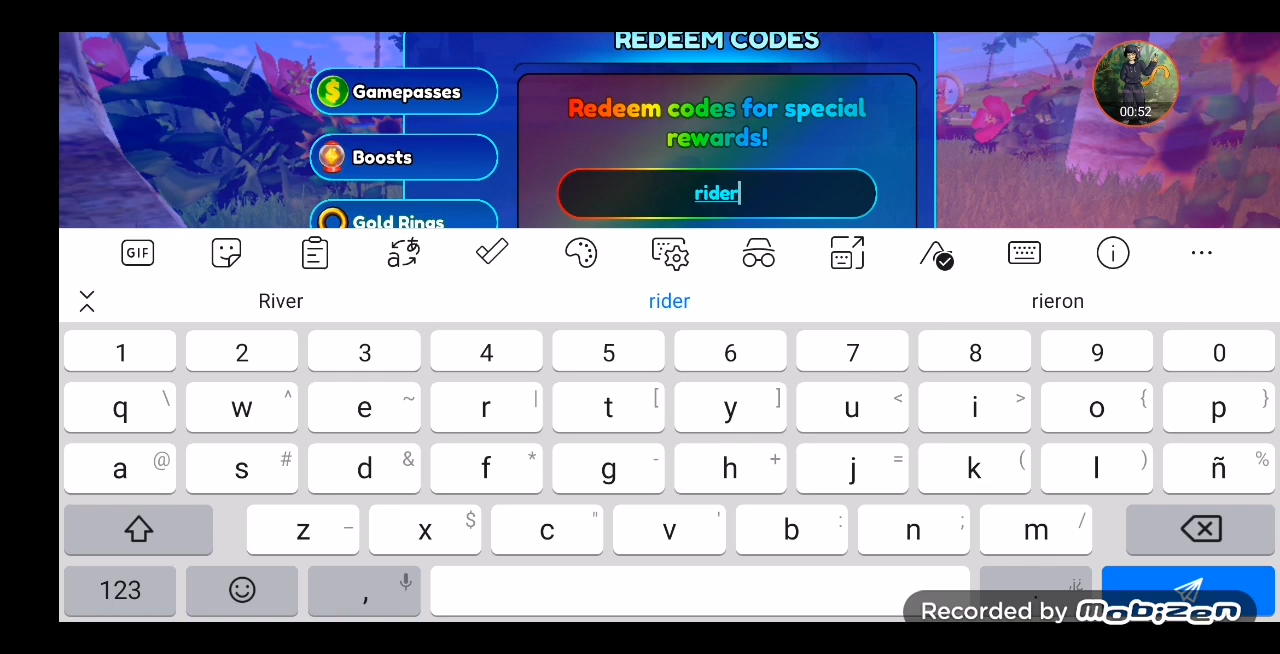 REDEEM CODES
Gamepasses
Redeem codes for special
rewards!
00:52
Boosts
rider
Gold Rings
GIF
River rider rieron
1 2 3 4 5 6 7 8 9 0
q \ w ^ e ~ r | t [ y ] u < i > o { p }
a @ s # d & f * g - h + j = k ( l ) ñ %
z _ x $ c " v ' b : n ; m /
123 , . ,i¿
Recorded by mobizen